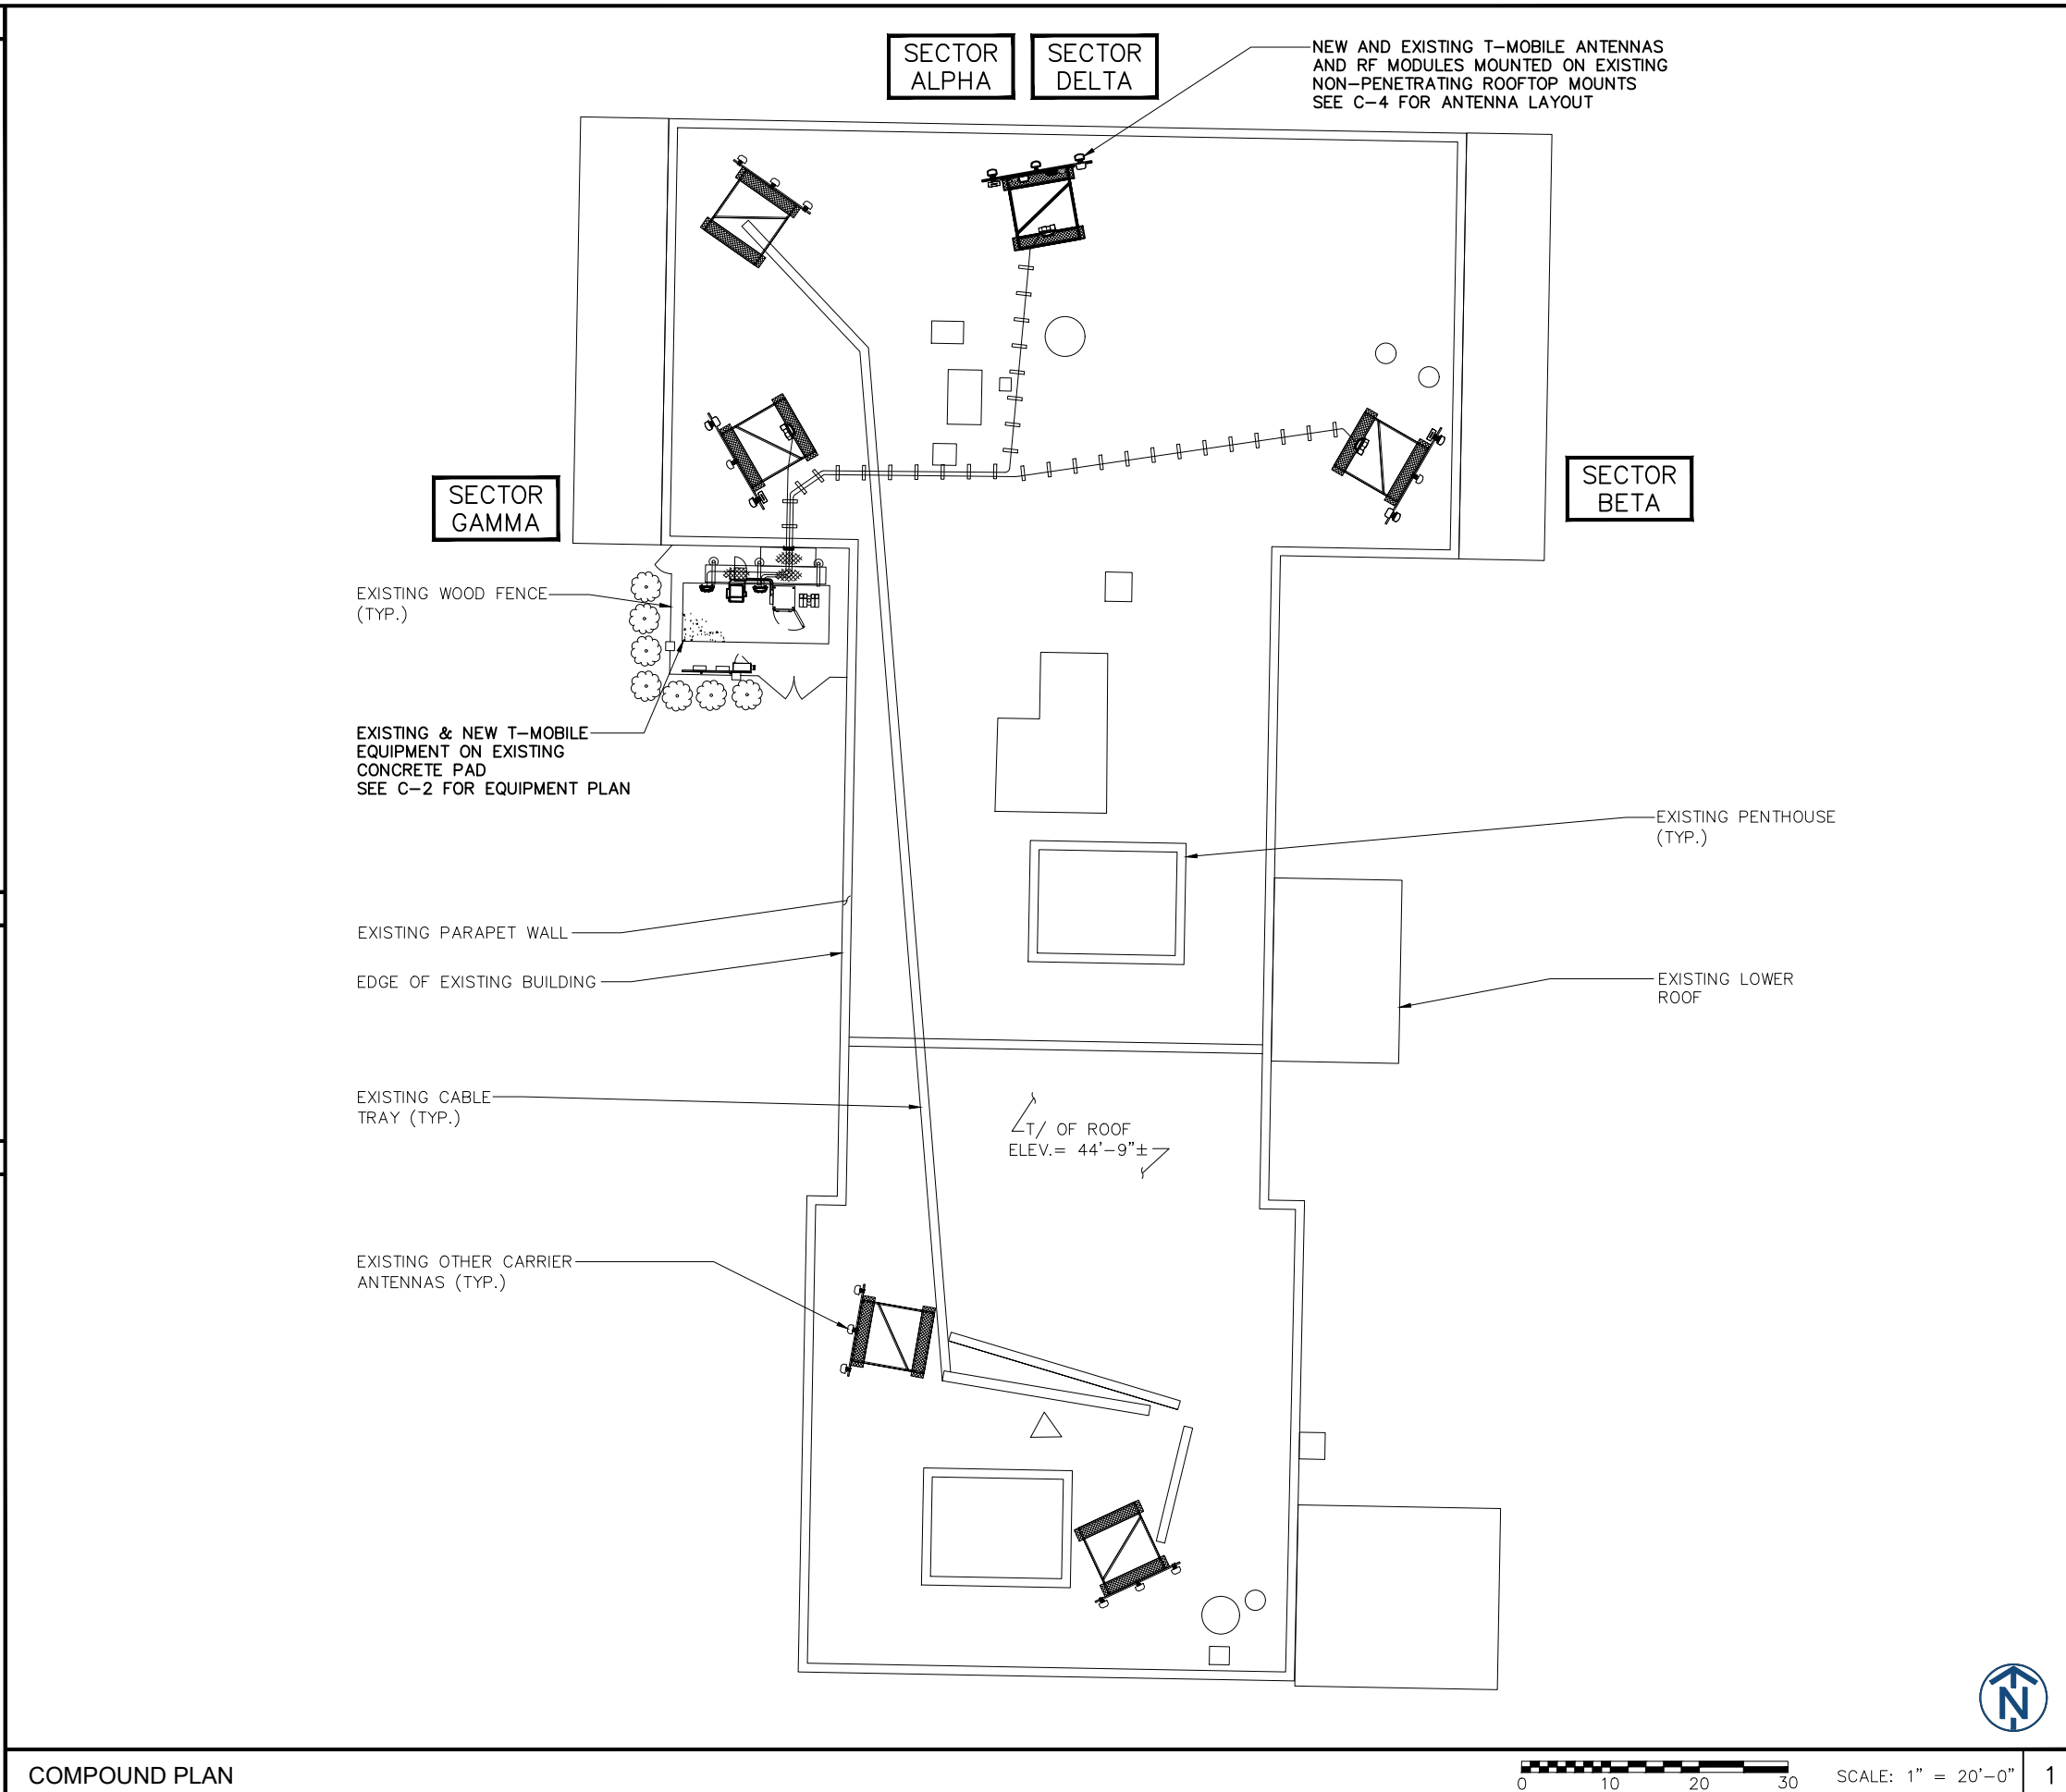 SECTOR
ALPHA
SECTOR
DELTA
NEW AND EXISTING T-MOBILE ANTENNAS
AND RF MODULES MOUNTED ON EXISTING
NON-PENETRATING ROOFTOP MOUNTS
SEE C-4 FOR ANTENNA LAYOUT
SECTOR
GAMMA
SECTOR
BETA
EXISTING WOOD FENCE
(TYP.)
EXISTING & NEW T-MOBILE
EQUIPMENT ON EXISTING
CONCRETE PAD
SEE C-2 FOR EQUIPMENT PLAN
EXISTING PENTHOUSE
(TYP.)
EXISTING PARAPET WALL
EDGE OF EXISTING BUILDING
EXISTING LOWER
ROOF
EXISTING CABLE
TRAY (TYP.)
T/ OF ROOF
ELEV.= 44'-9"±
EXISTING OTHER CARRIER
ANTENNAS (TYP.)
N
COMPOUND PLAN
0 10 20 30
SCALE: 1" = 20'-0"
1